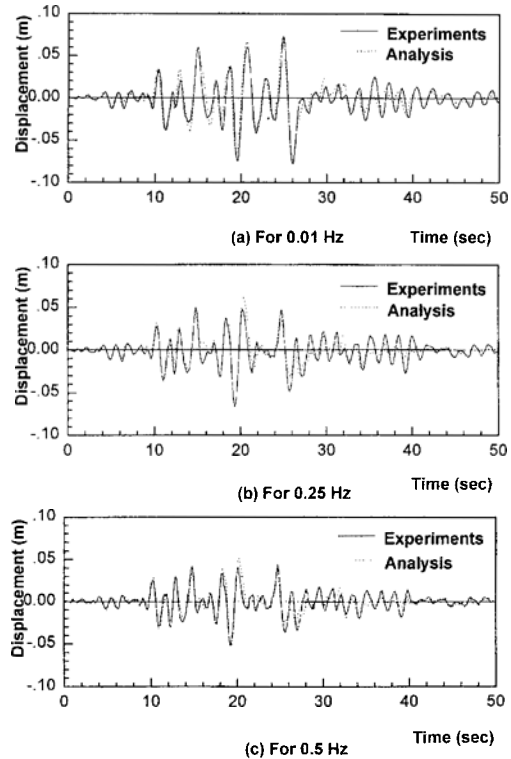 .10
.05
0.00
-.05
-.10
Displacement (m)
Experiments
Analysis
0 10 20 30 40 50
(a) For 0.01 Hz Time (sec)
.10
.05
0.00
-.05
-.10
Displacement (m)
Experiments
Analysis
0 10 20 30 40 50
(b) For 0.25 Hz Time (sec)
.10
.05
0.00
-.05
-.10
Displacement (m)
Experiments
Analysis
0 10 20 30 40 50
Time (sec)
(c) For 0.5 Hz